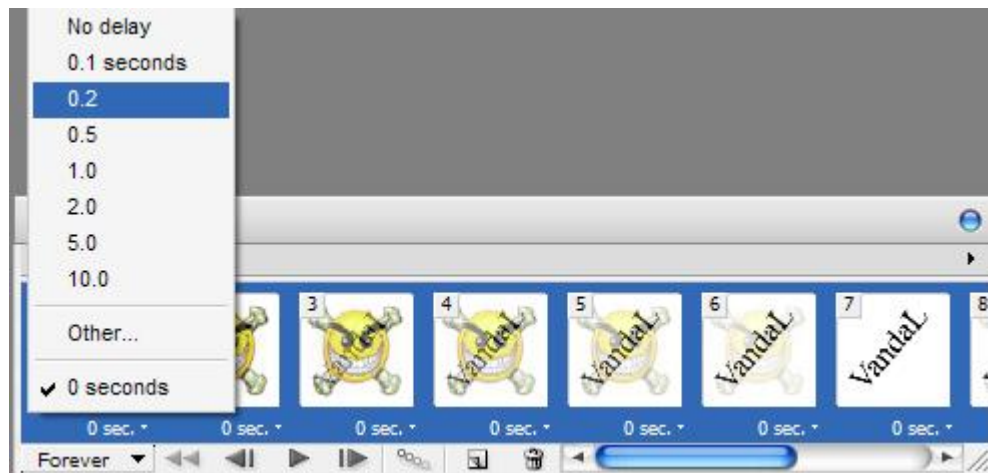 No delay
0.1 seconds
0.2
0.5
1.0
2.0
5.0
10.0
Other...
0 seconds
3 4 5 6 7 8
VandaL VandaL VandaL VandaL VandaL
0 sec. 0 sec. 0 sec. 0 sec. 0 sec. 0 sec. 0 sec.
Forever